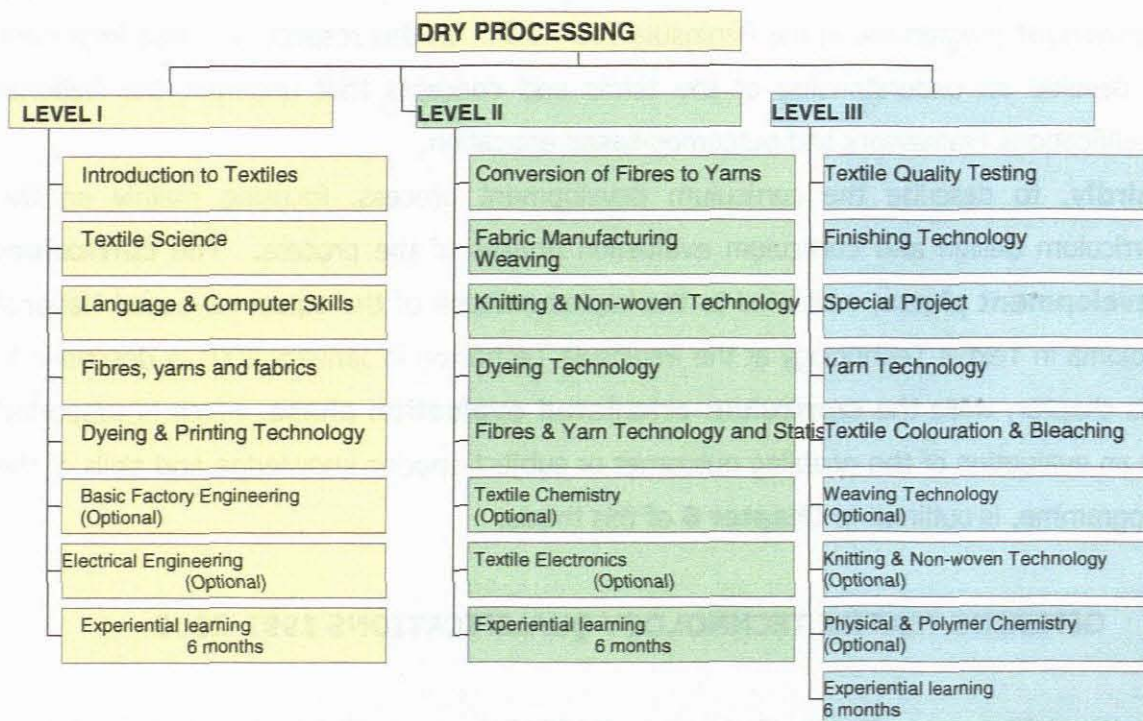 DRY PROCESSING
LEVEL I
Introduction to Textiles
Textile Science
Language & Computer Skills
Fibres, yarns and fabrics
Dyeing & Printing Technology
Basic Factory Engineering
(Optional)
Electrical Engineering
(Optional)
Experiential learning
6 months
LEVEL II
Conversion of Fibres to Yarns
Fabric Manufacturing
Weaving
Knitting & Non-woven Technology
Dyeing Technology
Fibres & Yarn Technology and Statis
Textile Chemistry
(Optional)
Textile Electronics
(Optional)
Experiential learning
6 months
LEVEL III
Textile Quality Testing
Finishing Technology
Special Project
Yarn Technology
Textile Colouration & Bleaching
Weaving Technology
(Optional)
Knitting & Non-woven Technology
(Optional)
Physical & Polymer Chemistry
(Optional)
Experiential learning
6 months